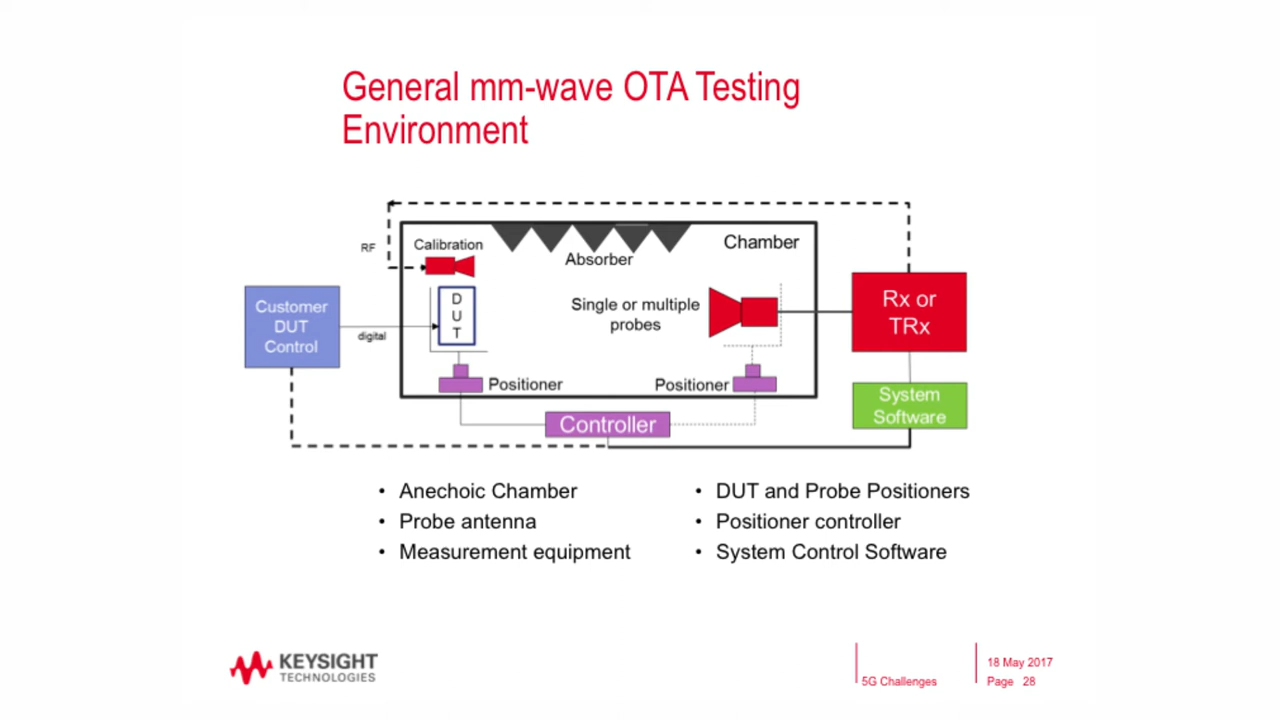 General mm-wave OTA Testing
Environment
RF
Calibration
Absorber
Chamber
Customer
DUT
Control
digital
D
U
T
Single or multiple
probes
Rx or
TRx
Positioner
Positioner
System
Software
Controller
• Anechoic Chamber
• Probe antenna
• Measurement equipment
• DUT and Probe Positioners
• Positioner controller
• System Control Software
KEYSIGHT
TECHNOLOGIES
5G Challenges
18 May 2017
Page 28